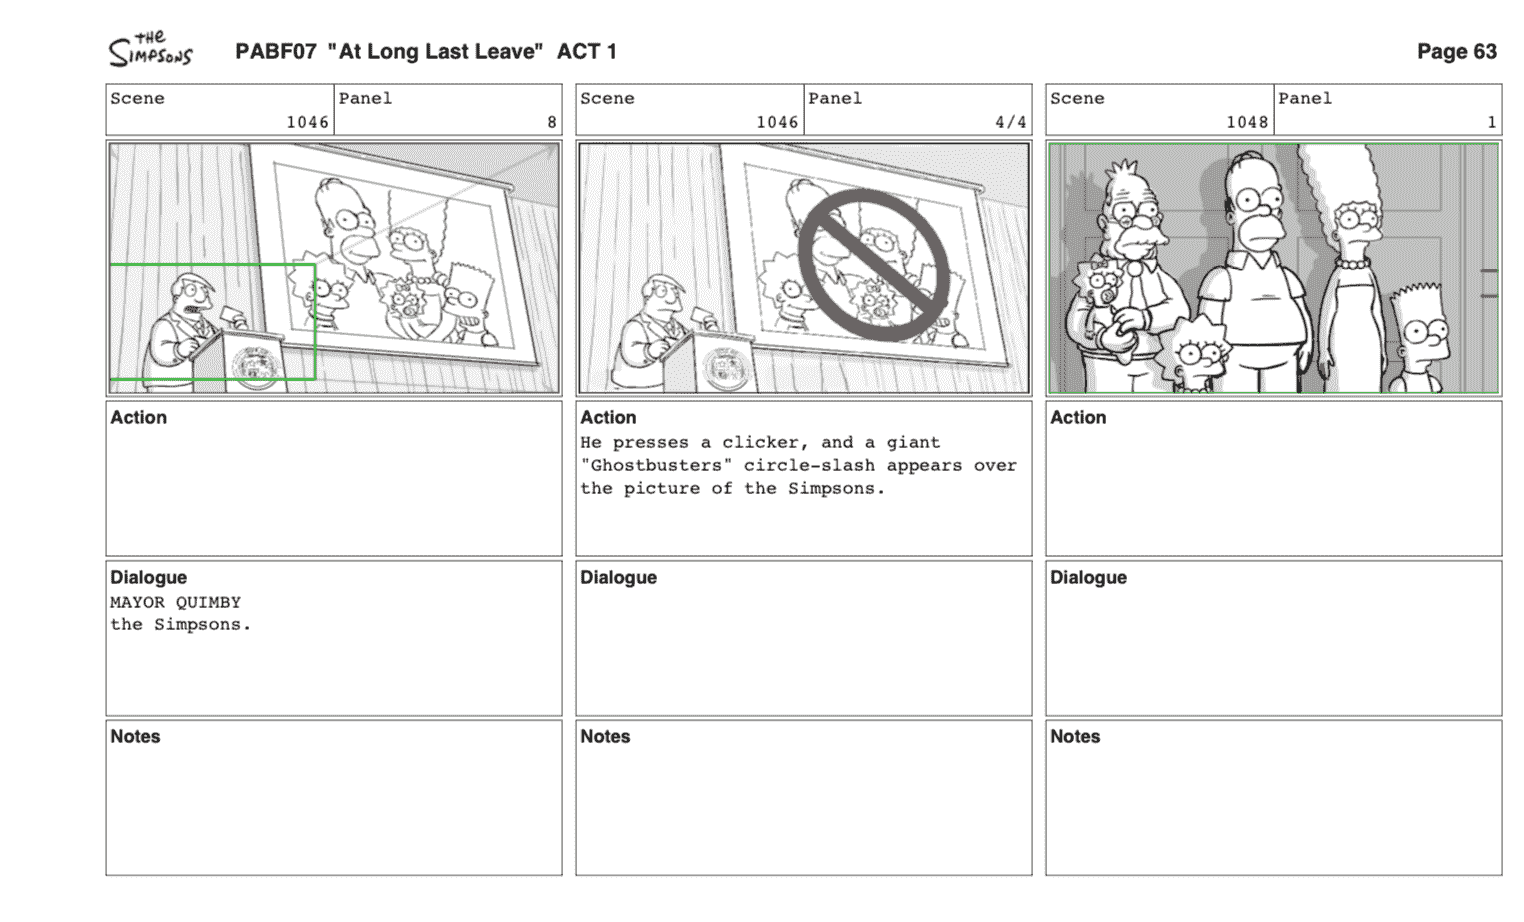 THE
SIMPSONS
PABF07 "At Long Last Leave" ACT 1
Page 63
Scene
1046
Panel
8
Scene
1046
Panel
4/4
Scene
1048
Panel
1
Action
Action
He presses a clicker, and a giant
"Ghostbusters" circle-slash appears over
the picture of the Simpsons.
Action
Dialogue
MAYOR QUIMBY
the Simpsons.
Dialogue
Dialogue
Notes
Notes
Notes